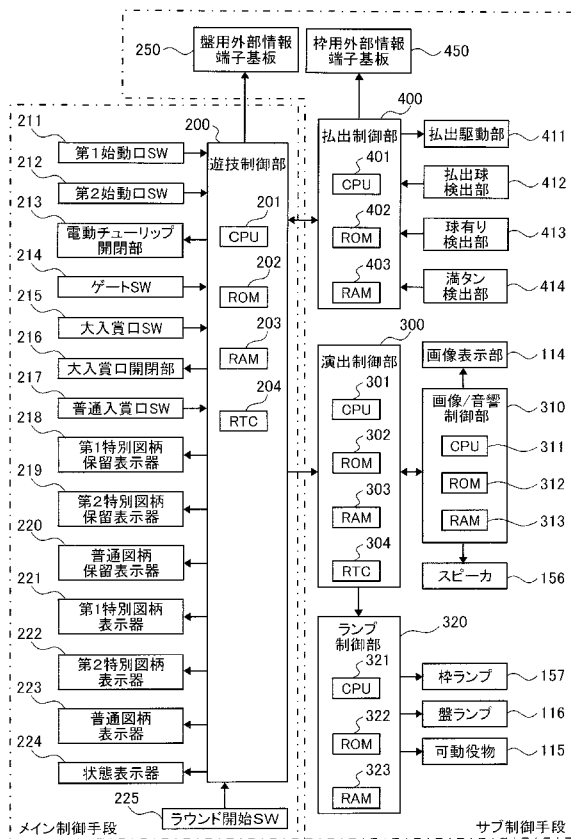 250
盤用外部情報
端子基板
枠用外部情報
端子基板
450
211
第1始動口SW
212
第2始動口SW
213
電動チューリップ
開閉部
214
ゲートSW
215
大入賞口SW
216
大入賞口開閉部
217
普通入賞口SW
218
第1特別図柄
保留表示器
219
第2特別図柄
保留表示器
220
普通図柄
保留表示器
221
第1特別図柄
表示器
222
第2特別図柄
表示器
223
普通図柄
表示器
224
状態表示器
225
ラウンド開始SW
メイン制御手段
200
遊技制御部
201
CPU
202
ROM
203
RAM
204
RTC
400
払出制御部
401
CPU
402
ROM
403
RAM
払出駆動部
411
払出球
検出部
412
球有り
検出部
413
満タン
検出部
414
300
演出制御部
301
CPU
302
ROM
303
RAM
304
RTC
画像表示部
114
画像/音響
制御部
310
CPU
311
ROM
312
RAM
313
スピーカ
156
ランプ
制御部
320
321
CPU
322
ROM
323
RAM
枠ランプ
157
盤ランプ
116
可動役物
115
サブ制御手段